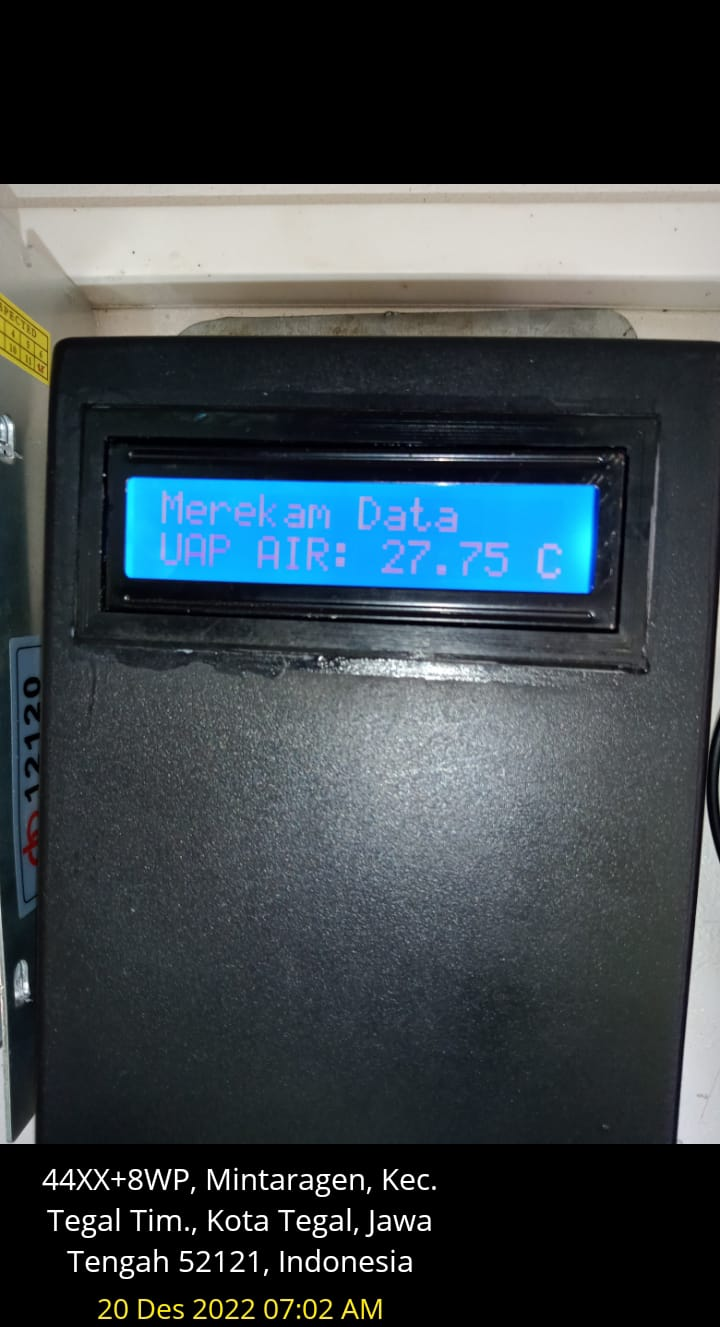 PECTED
Merekam Data
UAP AIR: 27.75 C
12120
44XX+8WP, Mintaragen, Kec.
Tegal Tim., Kota Tegal, Jawa
Tengah 52121, Indonesia
20 Des 2022 07:02 AM